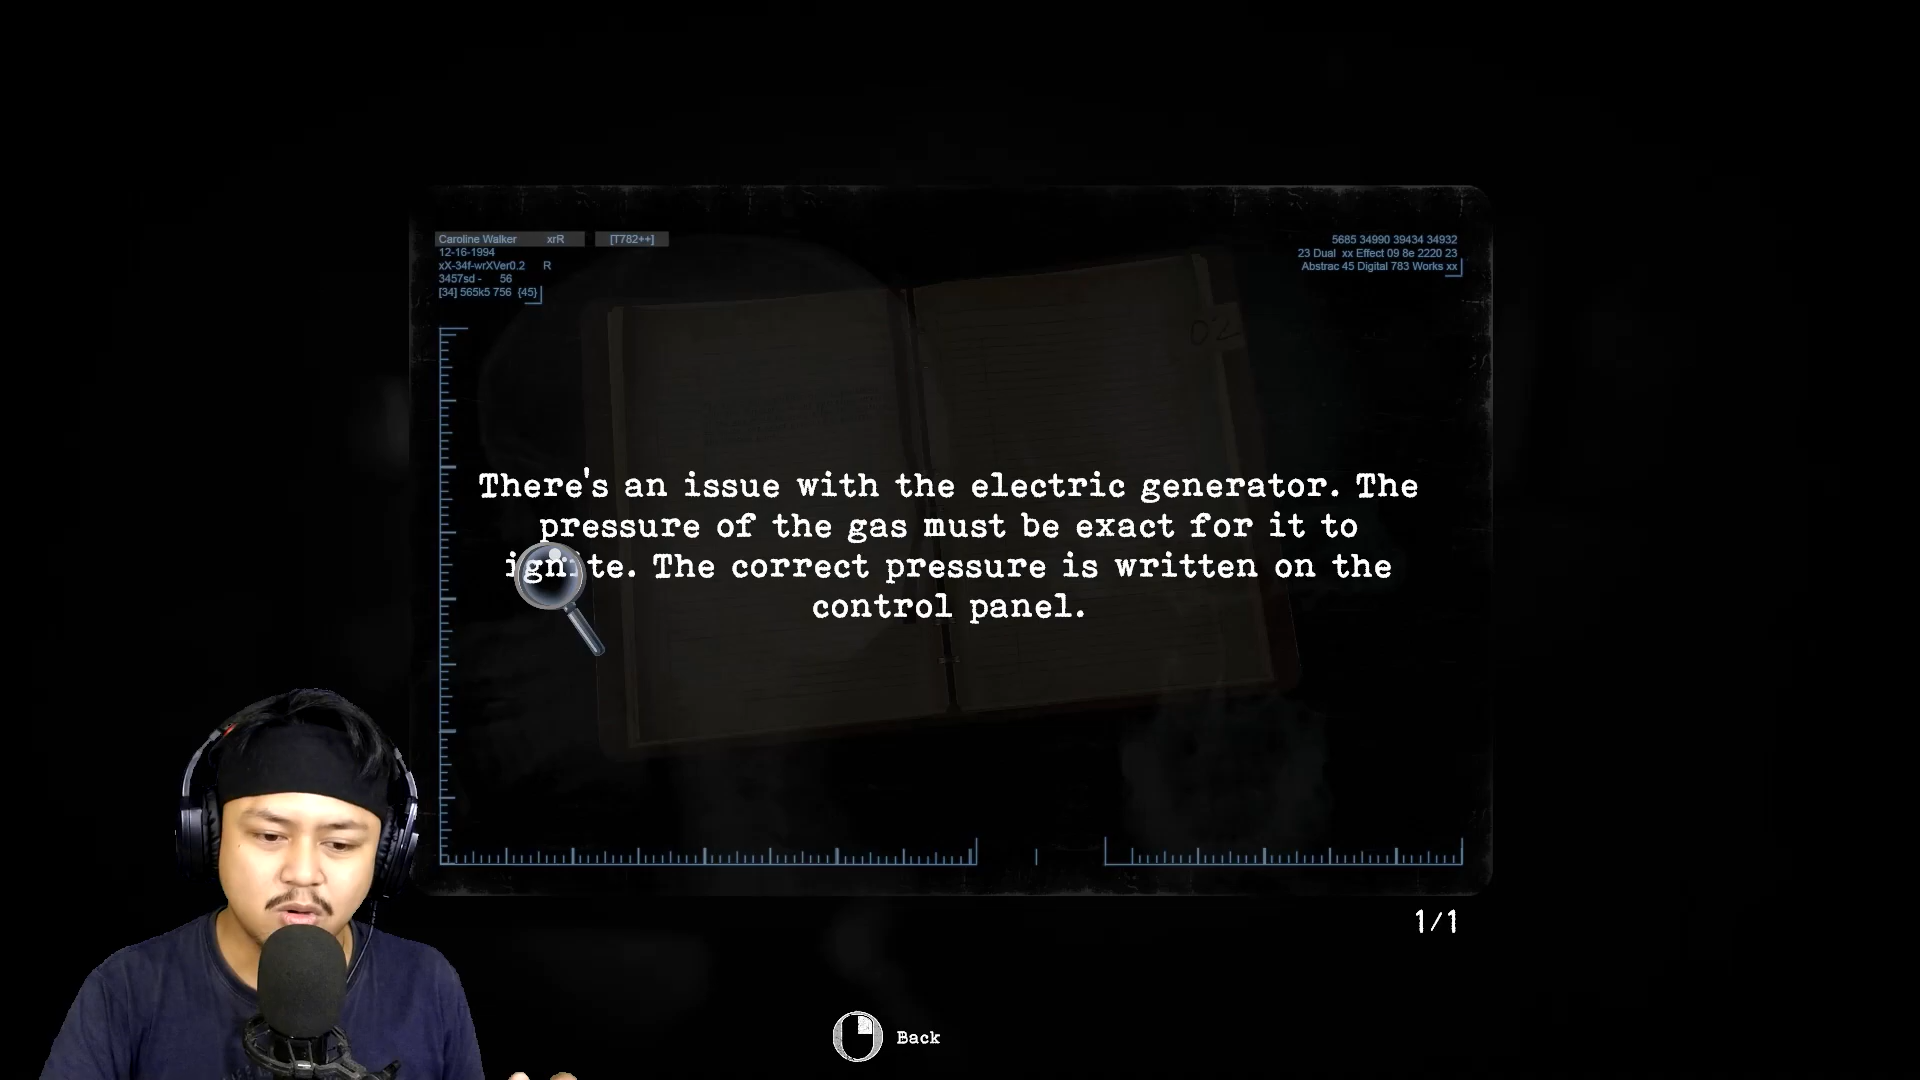 Caroline Walker xrR [T782++]
12-16-1994
xX-34f-wrXVer0.2 R
3457sd - 56
[34] 565k5 756 {45}
5685 34990 39434 34932
23 Dual xx Effect 09 8e 2220 23
Abstrac 45 Digital 783 Works xx
02
There's an issue with the electric generator. The
pressure of the gas must be exact for it to
ignite. The correct pressure is written on the
control panel.
1/1
Back